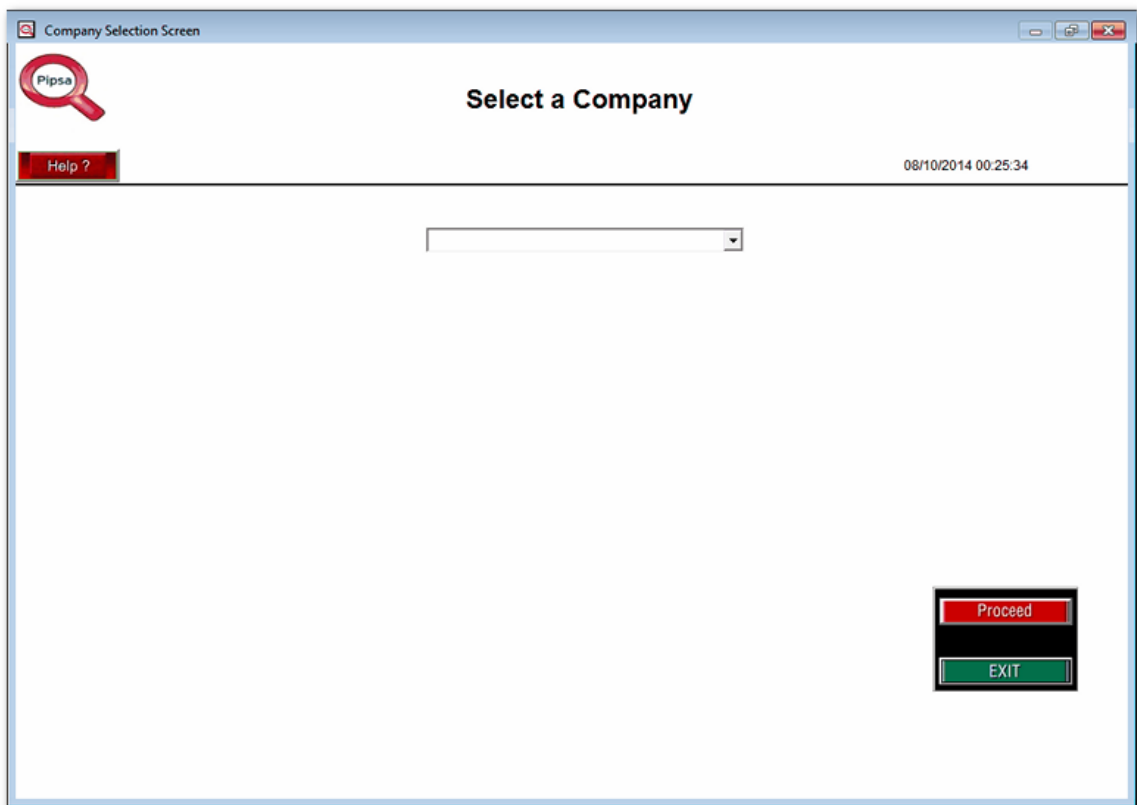 Company Selection Screen
Pipsa
Select a Company
Help ?
08/10/2014 00:25:34
Proceed
EXIT